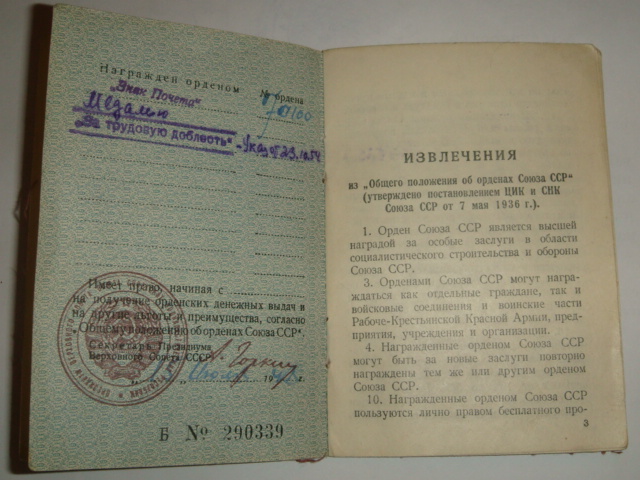 Награжден орденом № ордена
„Знак Почета“
Медалью
„За трудовую доблесть“
Имеет право, начиная с
на получение орденских денежных выдач и
на другие льготы и преимущества, согласно
„Общему положению об орденах Союза ССР“.
Секретарь Президиума
Верховного Совета СССР
А. Горкин
Б № 290339
ИЗВЛЕЧЕНИЯ
из „Общего положения об орденах Союза ССР“
(утверждено постановлением ЦИК и СНК
Союза ССР от 7 мая 1936 г.).
1. Орден Союза ССР является высшей
наградой за особые заслуги в области
социалистического строительства и обороны
Союза ССР.
3. Орденами Союза ССР могут награ-
ждаться как отдельные граждане, так и
войсковые соединения и воинские части
Рабоче-Крестьянской Красной Армии, пред-
приятия, учреждения и организации.
4. Награжденные орденом Союза ССР
могут быть за новые заслуги повторно
награждены тем же или другим орденом
Союза ССР.
10. Награжденные орденом Союза ССР
пользуются лично правом бесплатного про-
3